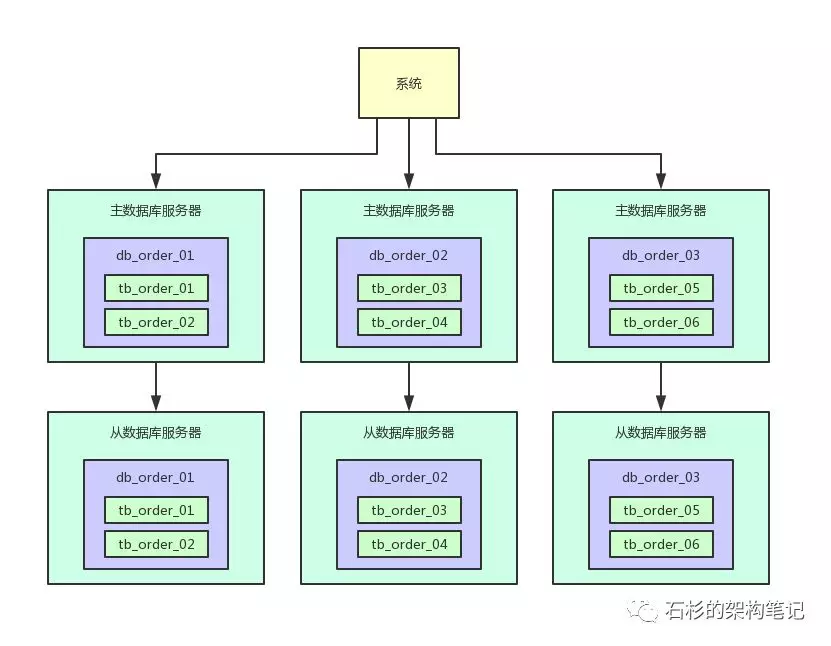 系统
主数据库服务器
db_order_01
tb_order_01
tb_order_02
主数据库服务器
db_order_02
tb_order_03
tb_order_04
主数据库服务器
db_order_03
tb_order_05
tb_order_06
从数据库服务器
db_order_01
tb_order_01
tb_order_02
从数据库服务器
db_order_02
tb_order_03
tb_order_04
从数据库服务器
db_order_03
tb_order_05
tb_order_06
石杉的架构笔记